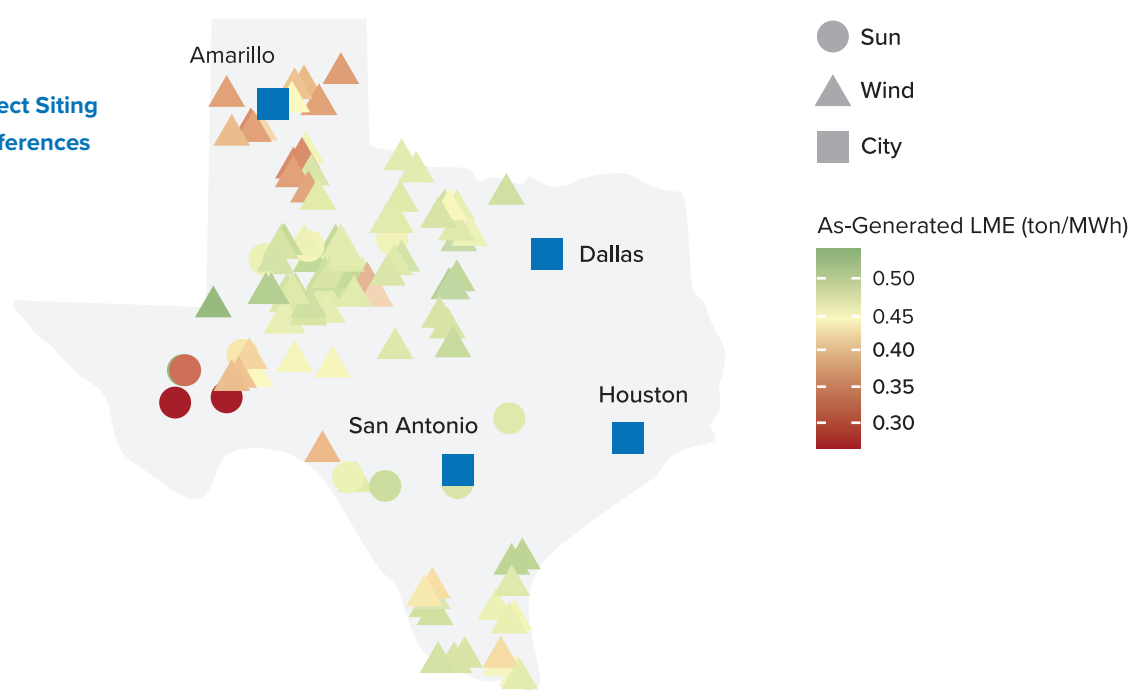 ect Siting
ferences
Amarillo
Dallas
Houston
San Antonio
Sun
Wind
City
As-Generated LME (ton/MWh)
0.50
0.45
0.40
0.35
0.30